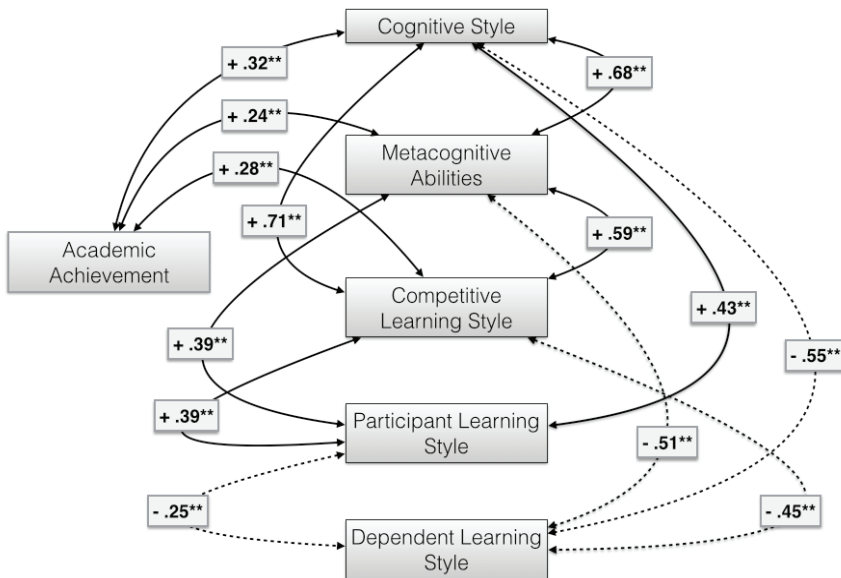 Cognitive Style
+ .32**
+ .68**
+ .24**
Metacognitive
Abilities
+ .28**
+ .71**
+ .59**
Academic
Achievement
Competitive
Learning Style
+ .43**
+ .39**
- .55**
+ .39**
Participant Learning
Style
- .51**
- .25**
- .45**
Dependent Learning
Style